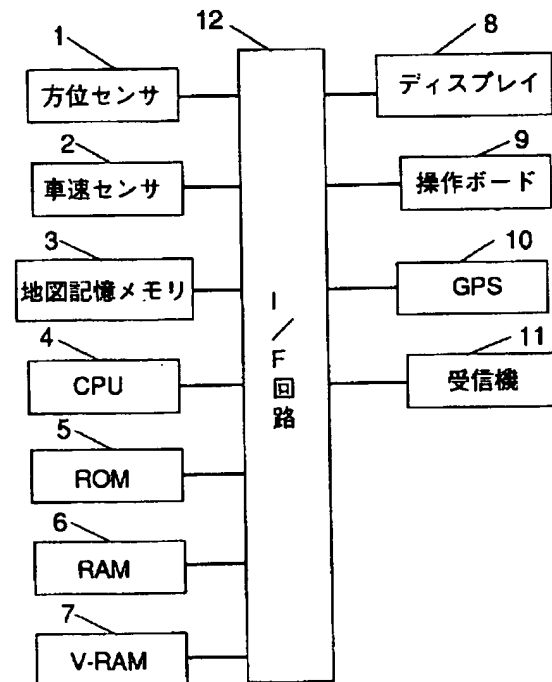 1
方位センサ
2
車速センサ
3
地図記憶メモリ
4
CPU
5
ROM
6
RAM
7
V-RAM
12
I/F回路
8
ディスプレイ
9
操作ボード
10
GPS
11
受信機